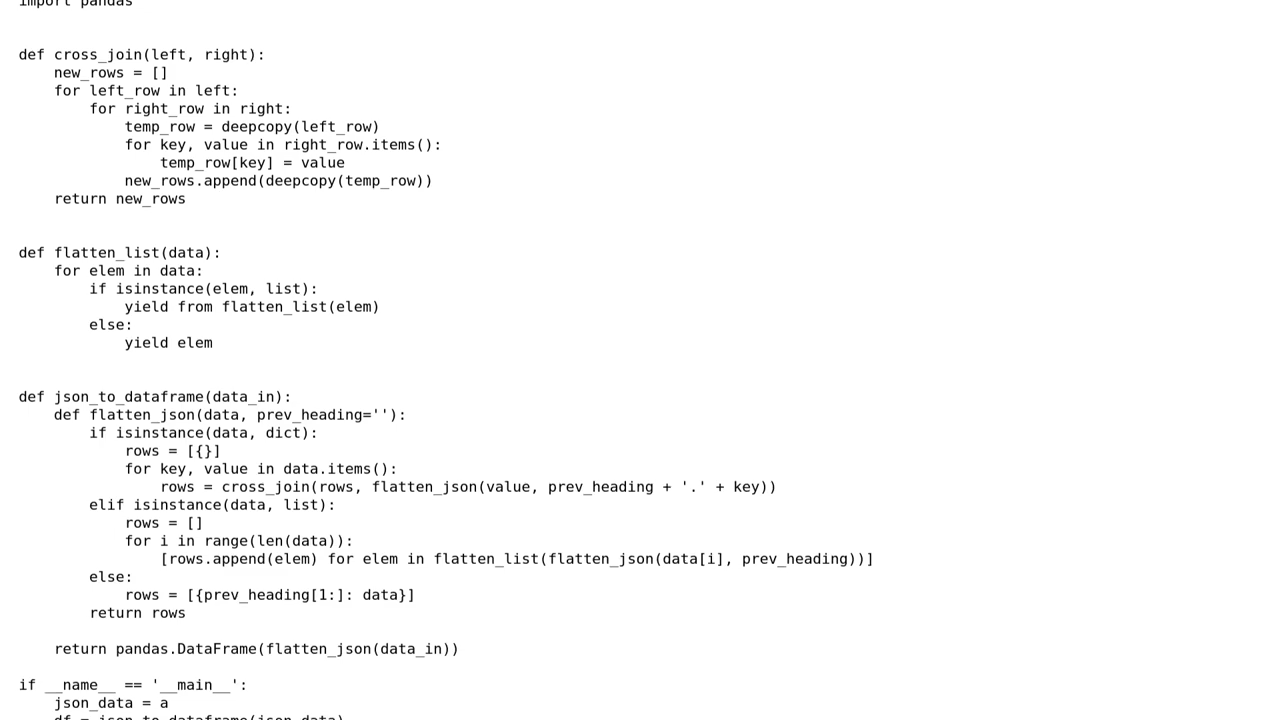 import pandas


def cross_join(left, right):
    new_rows = []
    for left_row in left:
        for right_row in right:
            temp_row = deepcopy(left_row)
            for key, value in right_row.items():
                temp_row[key] = value
            new_rows.append(deepcopy(temp_row))
    return new_rows


def flatten_list(data):
    for elem in data:
        if isinstance(elem, list):
            yield from flatten_list(elem)
        else:
            yield elem


def json_to_dataframe(data_in):
    def flatten_json(data, prev_heading=''):
        if isinstance(data, dict):
            rows = [{}]
            for key, value in data.items():
                rows = cross_join(rows, flatten_json(value, prev_heading + '.' + key))
        elif isinstance(data, list):
            rows = []
            for i in range(len(data)):
                [rows.append(elem) for elem in flatten_list(flatten_json(data[i], prev_heading))]
        else:
            rows = [{prev_heading[1:]: data}]
        return rows

    return pandas.DataFrame(flatten_json(data_in))

if __name__ == '__main__':
    json_data = a
    df = json_to_dataframe(json_data)